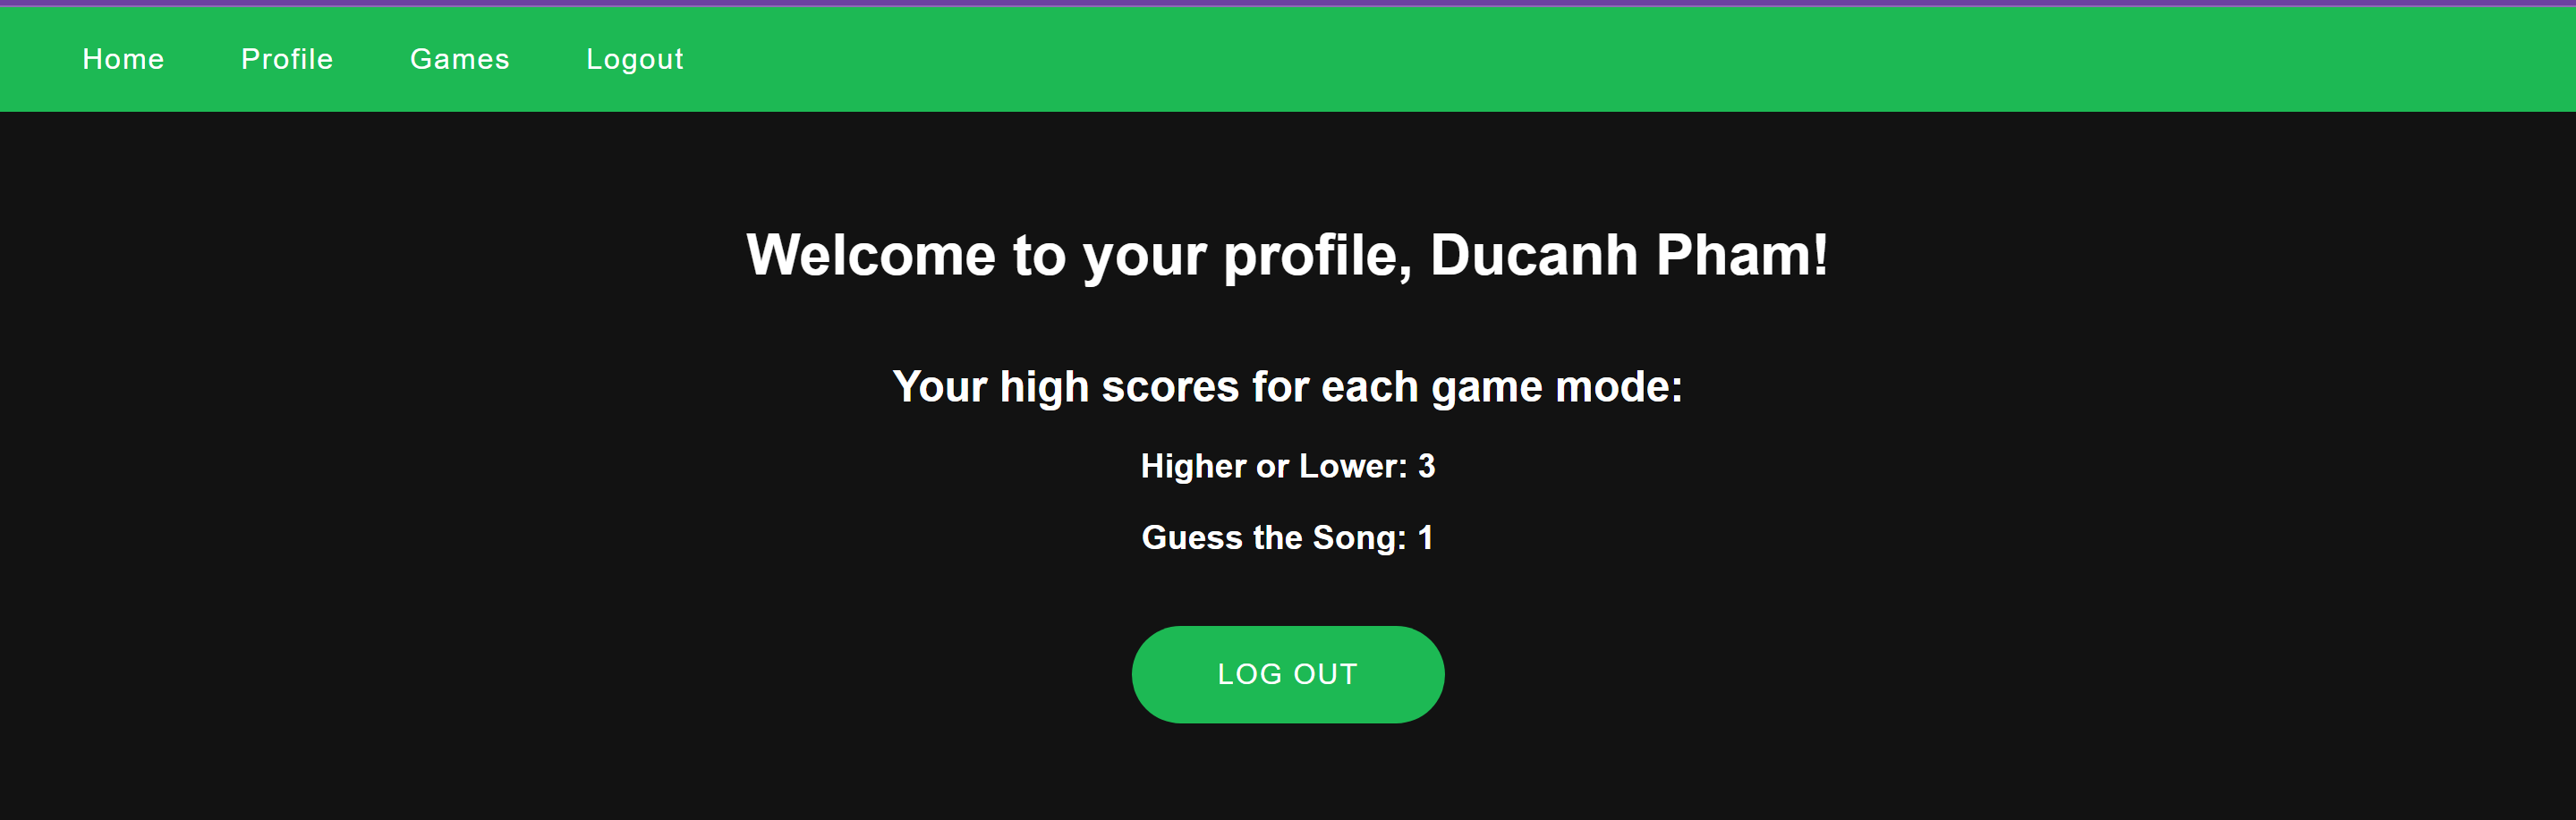 Home Profile Games Logout
Welcome to your profile, Ducanh Pham!
Your high scores for each game mode:
Higher or Lower: 3
Guess the Song: 1
LOG OUT